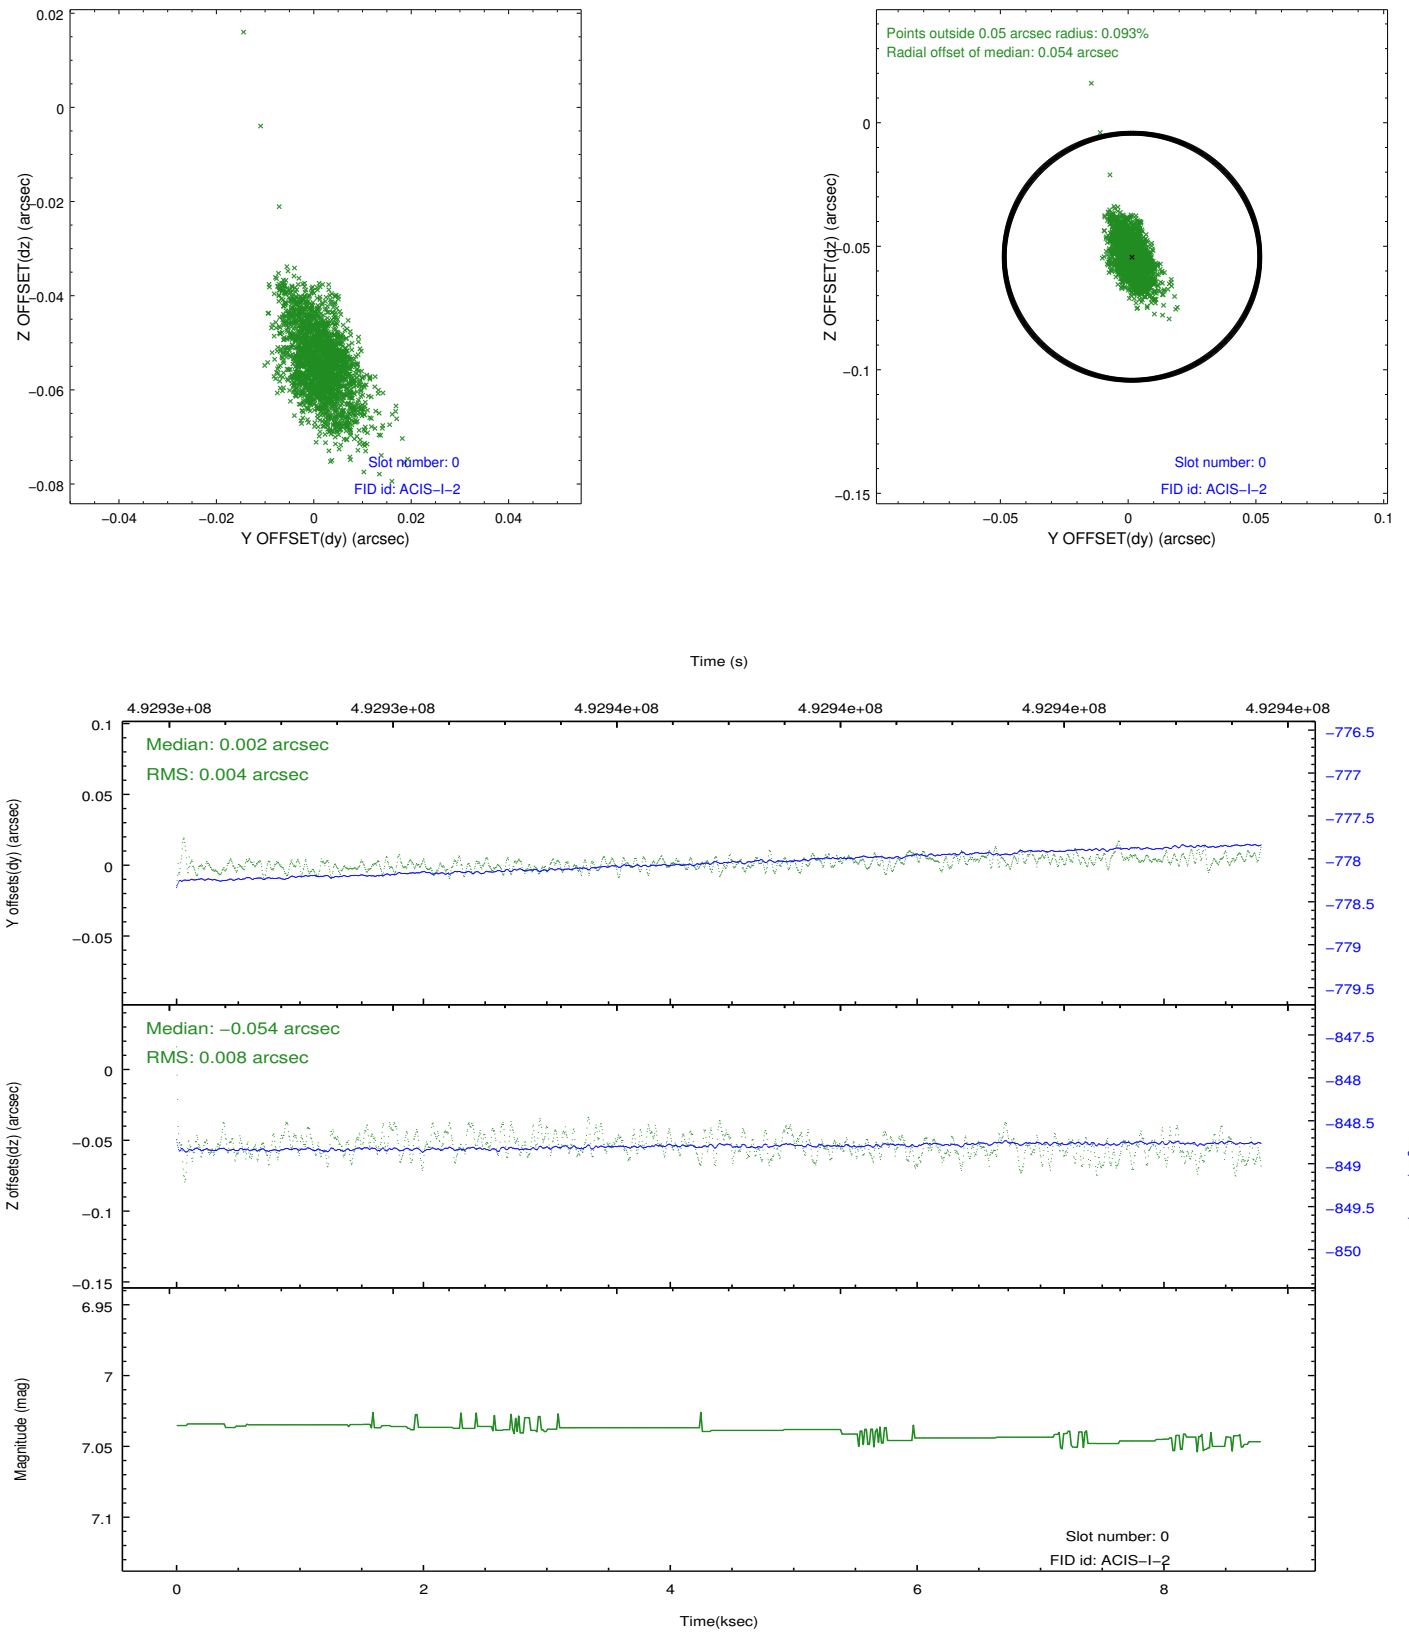 0.02
0
−0.02
−0.04
−0.06
−0.08
Z OFFSET(dz) (arcsec)
Slot number: 0
FID id: ACIS−I−2
−0.04
−0.02
0
0.02
0.04
Y OFFSET(dy) (arcsec)
Points outside 0.05 arcsec radius: 0.093%
Radial offset of median: 0.054 arcsec
0
−0.05
−0.1
−0.15
Z OFFSET(dz) (arcsec)
Slot number: 0
FID id: ACIS−I−2
−0.05
0
0.05
0.1
Y OFFSET(dy) (arcsec)
Time (s)
4.9293e+08
4.9293e+08
4.9294e+08
4.9294e+08
4.9294e+08
4.9294e+08
0.1
0.05
0
−0.05
Y offsets(dy) (arcsec)
Median: 0.002 arcsec
RMS: 0.004 arcsec
−776.5
−777
−777.5
−778
−778.5
−779
−779.5
0
−0.05
−0.1
−0.15
Z offsets(dz) (arcsec)
Median: −0.054 arcsec
RMS: 0.008 arcsec
−847.5
−848
−848.5
−849
−849.5
−850
6.95
7
7.05
7.1
Magnitude (mag)
Slot number: 0
FID id: ACIS−I−2
0
2
4
6
8
Time(ksec)